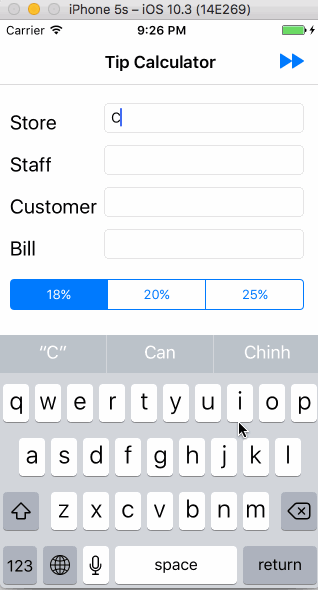 iPhone 5s – iOS 10.3 (14E269)
Carrier 9:26 PM
Tip Calculator
Store C
Staff
Customer
Bill
18% 20% 25%
“C” Can Chinh
q w e r t y u i o p
a s d f g h j k l
z x c v b n m
123 space return